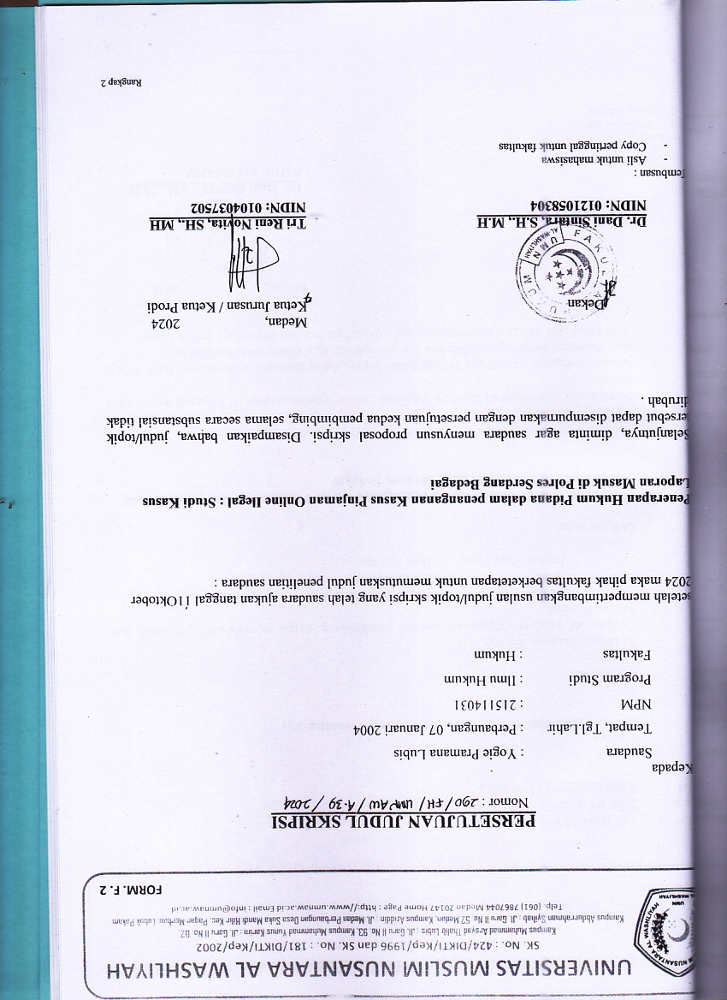 UNIVERSITAS MUSLIM NUSANTARA AL WASHLIYAH
SK. No. : 424/DIKTI/Kep/1996 dan SK. No. : 181/DIKTI/Kep/2002
Kampus Muhammad Arsyad Thalib Lubis : Jl. Garu II No. 93, Kampus Muhammad Yunus Karim : Jl. Garu II No. 02,
Kampus Abdurrahman Syihab : Jl. Garu II No. 52 Medan, Kampus Aziddin : Jl. Medan Perbaungan Desa Suka Mandi Hilir Kec. Pagar Merbau, Lubuk Pakam
Telp. (061) 7867044 Medan 20147 Home Page : http://www.umnaw.ac.id Email : info@umnaw.ac.id
FORM. F. 2
PERSETUJUAN JUDUL SKRIPSI
Nomor : 290/FH/UMNAW/A.39/2024
Kepada
Saudara : Yogie Pramana Lubis
Tempat, Tgl.Lahir : Perbaungan, 07 Januari 2004
NPM : 215114031
Program Studi : Ilmu Hukum
Fakultas : Hukum
setelah mempertimbangkan usulan judul/topik skripsi yang telah saudara ajukan tanggal 11Oktober
2024 maka pihak fakultas berketetapan untuk memutuskan judul penelitian saudara :
Penerapan Hukum Pidana dalam penanganan Kasus Pinjaman Online Ilegal : Studi Kasus
Laporan Masuk di Polres Serdang Bedagai
Selanjutnya, diminta agar saudara menyusun proposal skripsi. Disampaikan bahwa, judul/topik
tersebut dapat disempurnakan dengan persetujuan kedua pembimbing, selama secara substansial tidak
dirubah .
Medan, 2024
Dekan Ketua Jurusan / Ketua Prodi
FAKULTAS HUKUM
UMN
AL WASHLIYAH
Dr. Dani Sintara, S.H., M.H Tri Reni Novita, SH., MH
NIDN: 0121058304 NIDN: 0104037502
Tembusan :
- Asli untuk mahasiswa
- Copy pertinggal untuk fakultas
Rangkap 2